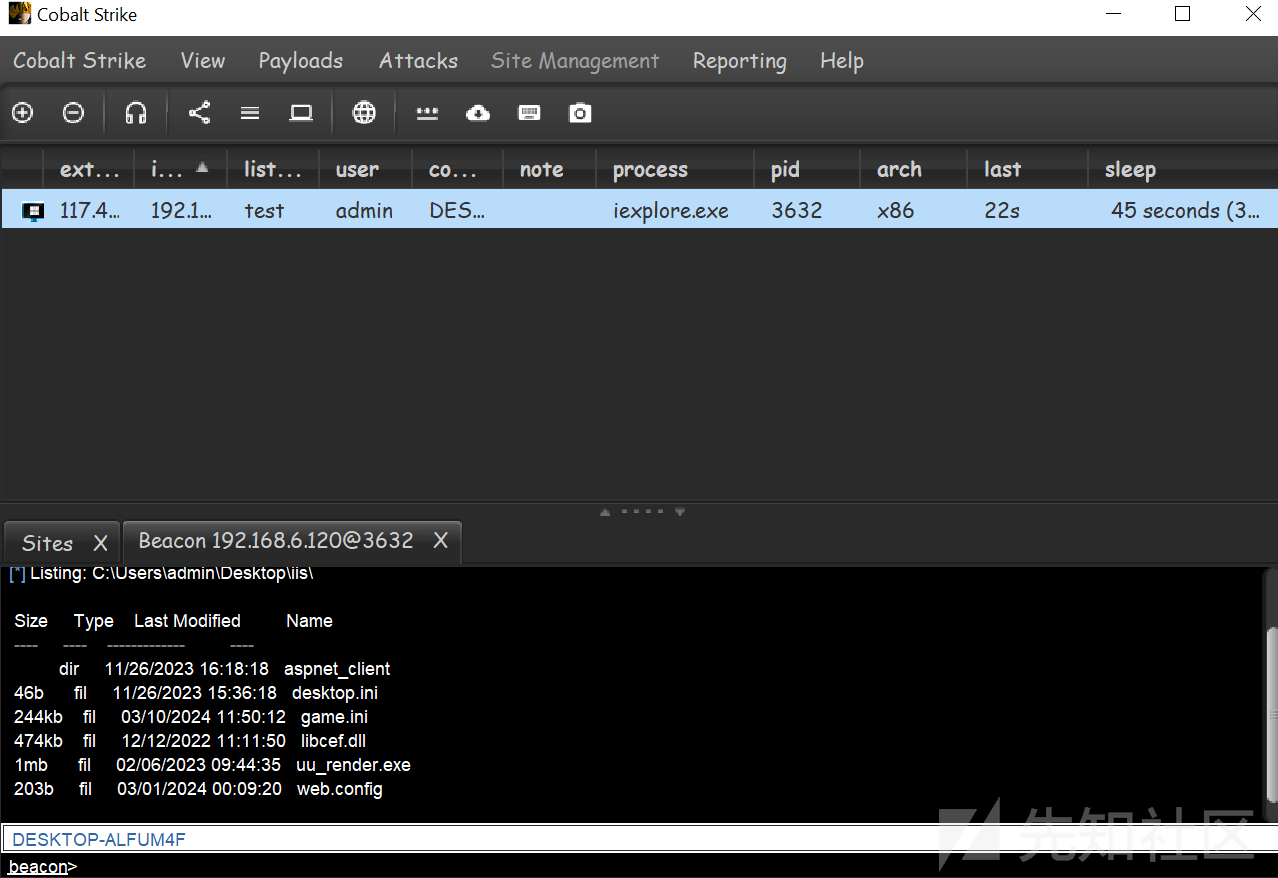 Cobalt Strike
Cobalt Strike View Payloads Attacks Site Management Reporting Help
ext... i... list... user co... note process pid arch last sleep
117.4... 192.1... test admin DES... iexplore.exe 3632 x86 22s 45 seconds (3...
Sites X Beacon 192.168.6.120@3632 X
[*] Listing: C:\Users\admin\Desktop\iis\
Size Type Last Modified Name
---- ---- ------------- ----
dir 11/26/2023 16:18:18 aspnet_client
46b fil 11/26/2023 15:36:18 desktop.ini
244kb fil 03/10/2024 11:50:12 game.ini
474kb fil 12/12/2022 11:11:50 libcef.dll
1mb fil 02/06/2023 09:44:35 uu_render.exe
203b fil 03/01/2024 00:09:20 web.config
先知社区
DESKTOP-ALFUM4F
beacon>